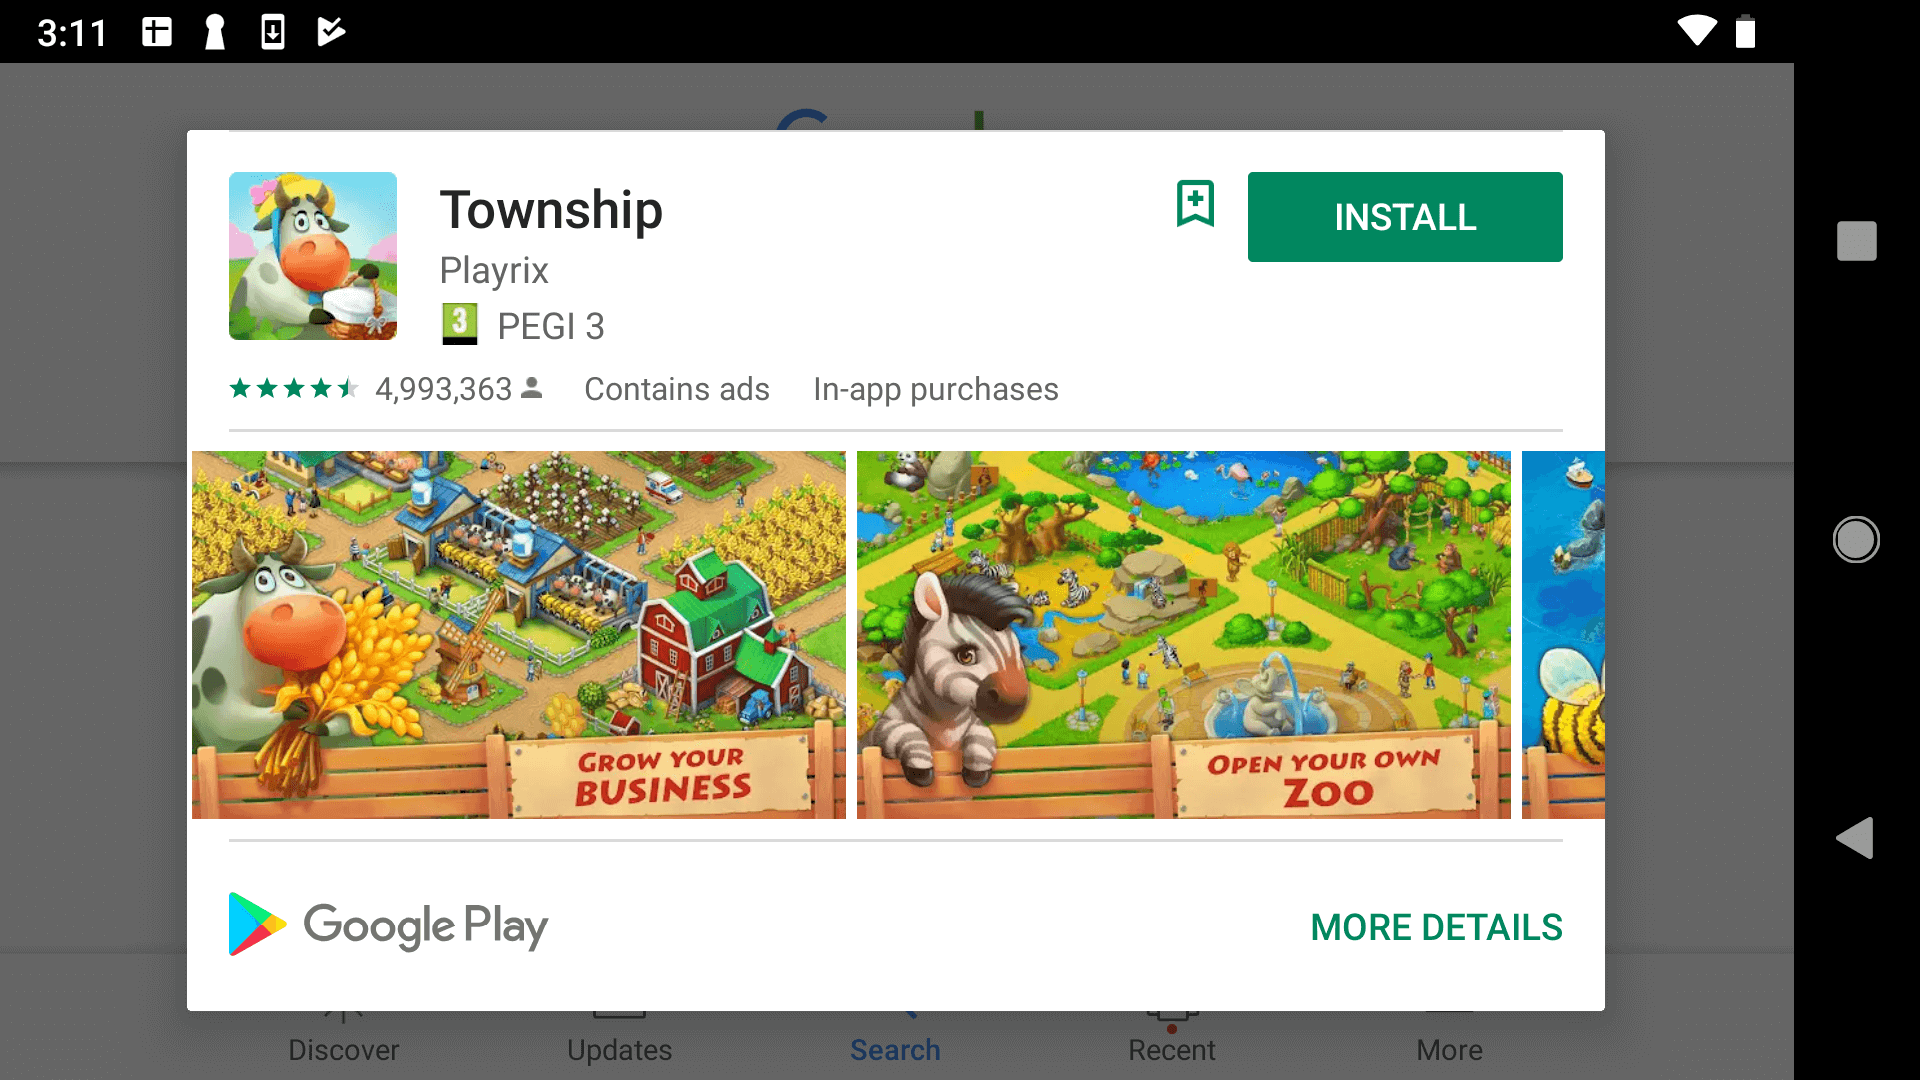 3:11
Township
INSTALL
Playrix
3 PEGI 3
4,993,363 Contains ads In-app purchases
GROW YOUR
BUSINESS
OPEN YOUR OWN
ZOO
Google Play
MORE DETAILS
Discover Updates Search Recent More